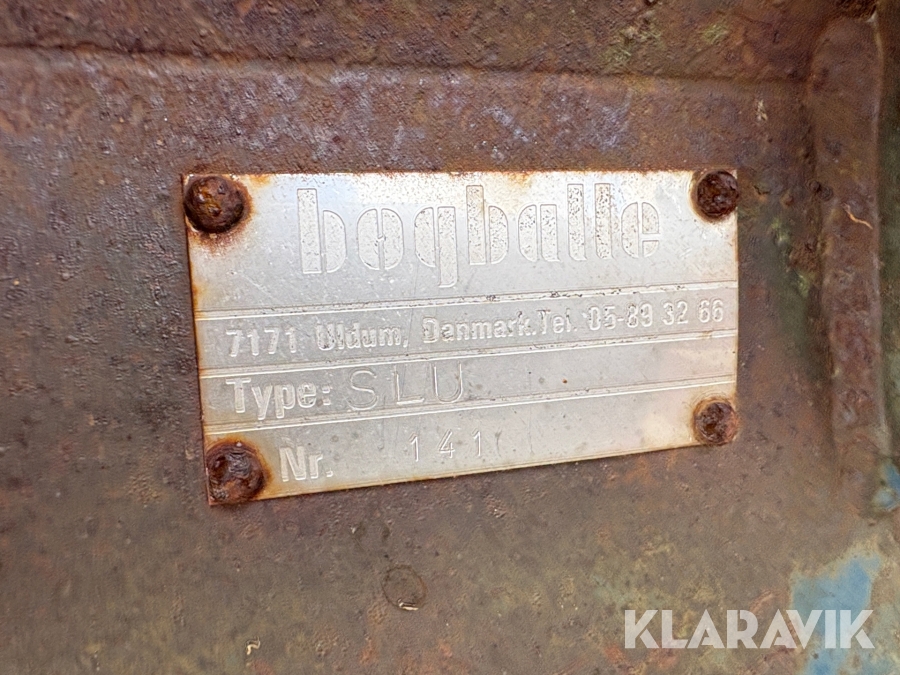 bogballe
7171 Uldum, Danmark. Tel. 05-89 32 66
Type: SLU
Nr. 141
KLARAVIK